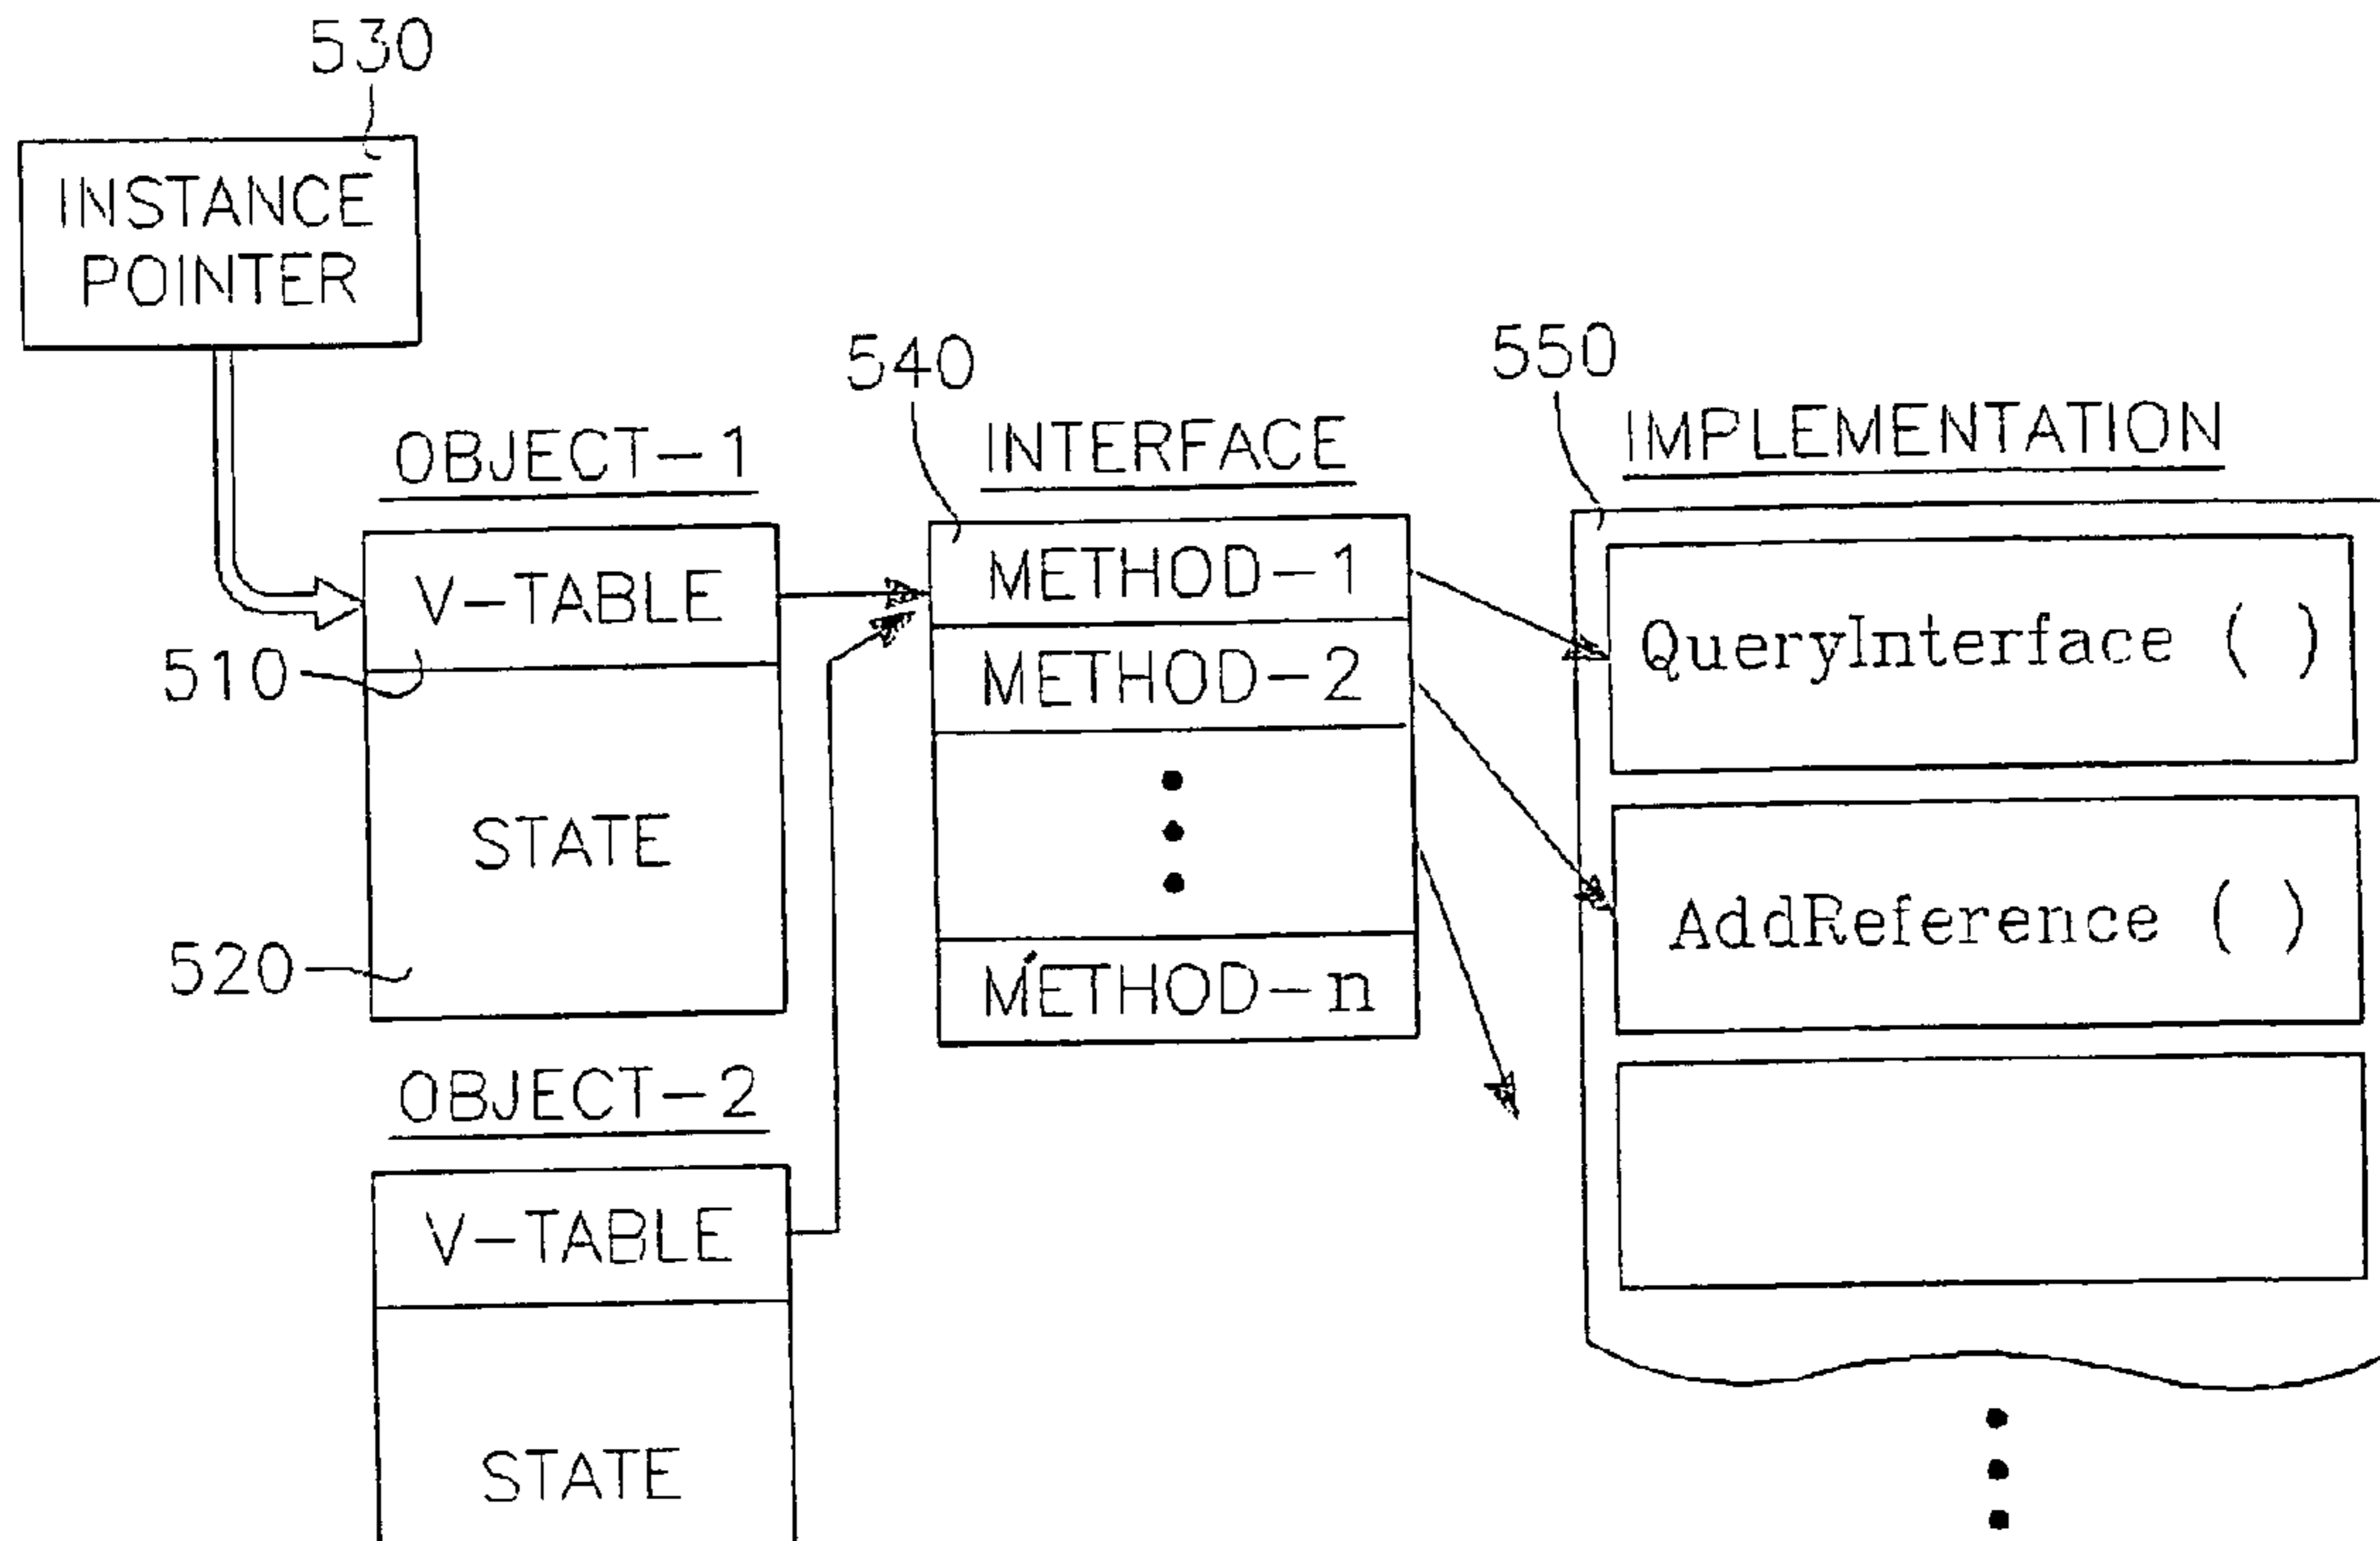 530
INSTANCE
POINTER
540
550
OBJECT-1
INTERFACE
IMPLEMENTATION
V-TABLE
METHOD-1
QueryInterface ( )
510
METHOD-2
STATE
AddReference ( )
520
METHOD-n
OBJECT-2
V-TABLE
STATE